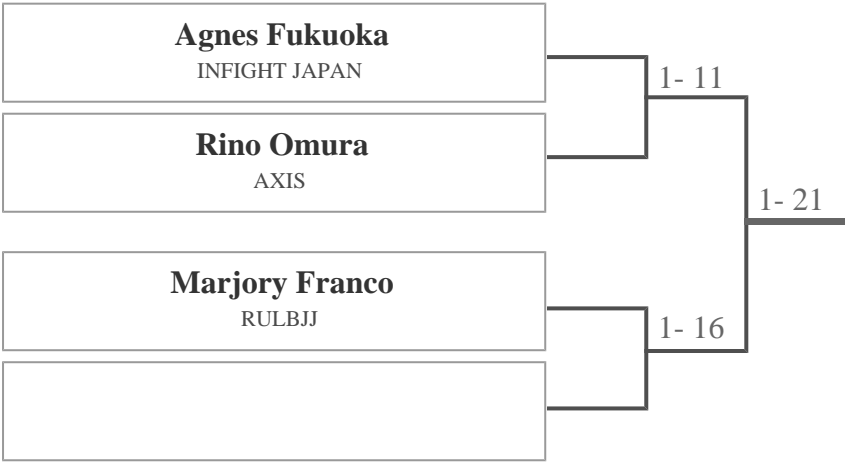 Agnes Fukuoka
INFIGHT JAPAN
1- 11
Rino Omura
AXIS
1- 21
Marjory Franco
RULBJJ
1- 16